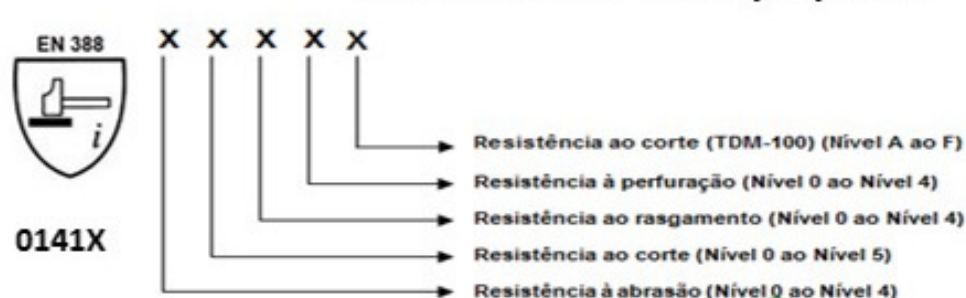 EN 388
X X X X X
i
Resistência ao corte (TDM-100) (Nível A ao F)
Resistência à perfuração (Nível 0 ao Nível 4)
Resistência ao rasgamento (Nível 0 ao Nível 4)
0141X
Resistência ao corte (Nível 0 ao Nível 5)
Resistência à abrasão (Nível 0 ao Nível 4)